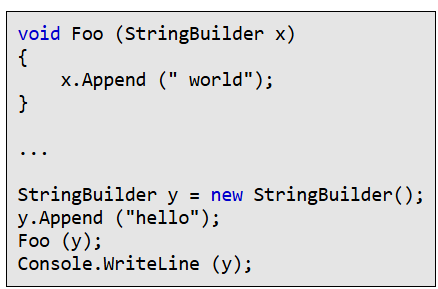 void Foo (StringBuilder x)
{
    x.Append (" world");
}
...
StringBuilder y = new StringBuilder();
y.Append ("hello");
Foo (y);
Console.WriteLine (y);